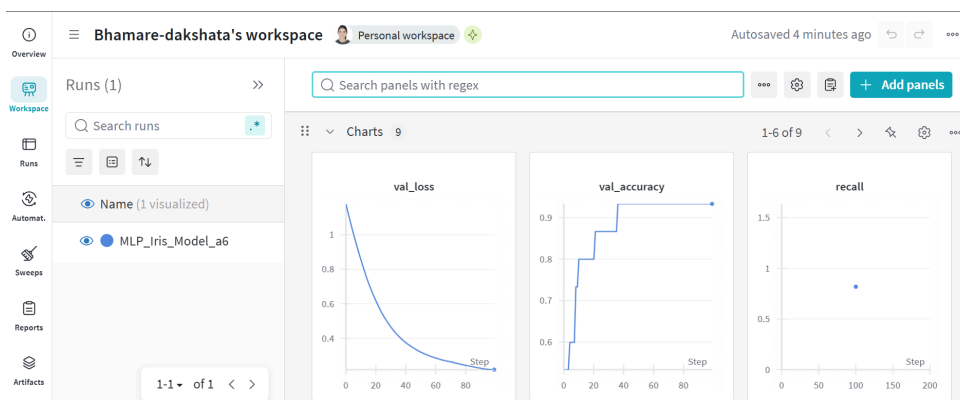 Overview
Workspace
Runs
Automat.
Sweeps
Reports
Artifacts
Bhamare-dakshata's workspace
Personal workspace
Autosaved 4 minutes ago
Runs (1)
Search runs
.*
Name (1 visualized)
MLP_Iris_Model_a6
1-1 of 1
Search panels with regex
Add panels
Charts 9
1-6 of 9
val_loss
1
0.8
0.6
0.4
Step
0 20 40 60 80
val_accuracy
0.9
0.8
0.7
0.6
Step
0 20 40 60 80
recall
1.5
1
0.5
0
Step
0 50 100 150 200